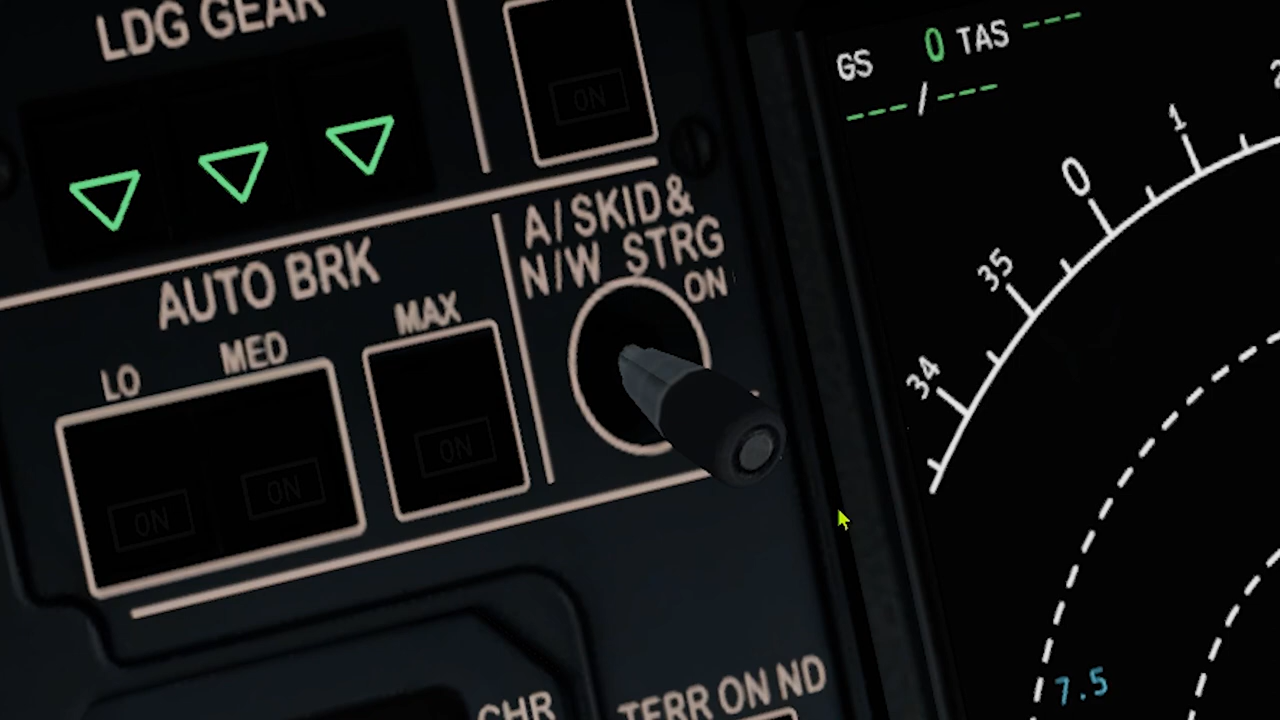 LDG GEAR
ON
AUTO BRK
LO MED MAX
ON ON ON
A/SKID&
N/W STRG
ON
CHR
TERR ON ND
GS 0 TAS ---
---/---
34 35 0 1 2
7.5